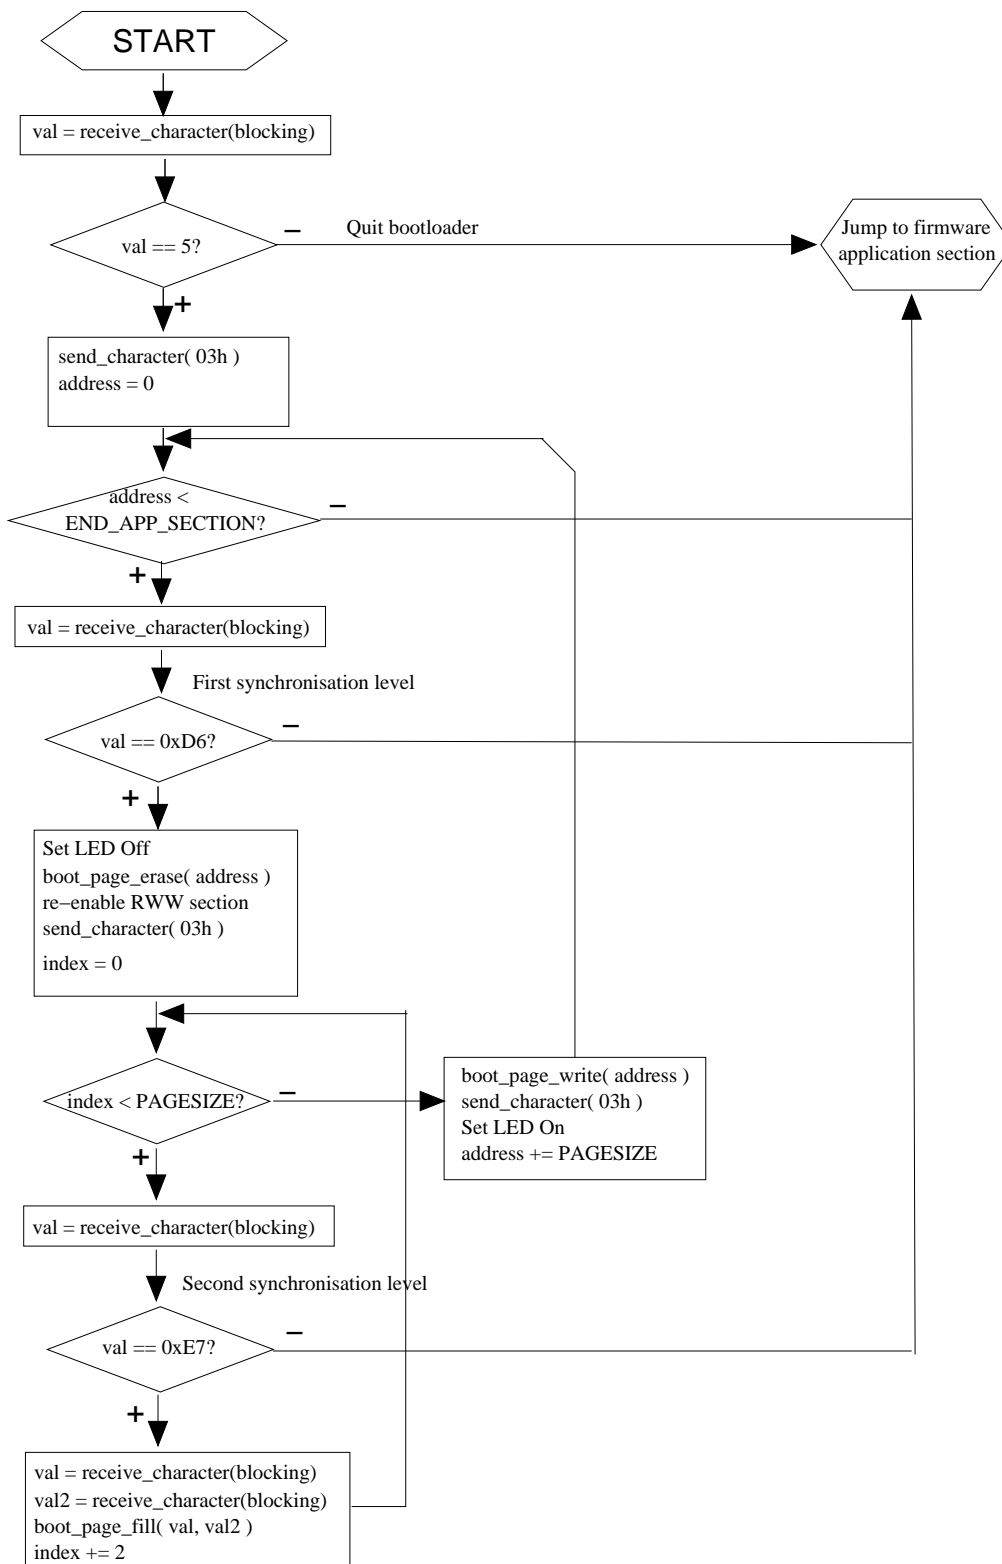 START
val = receive_character(blocking)
val == 5?
−
Quit bootloader
Jump to firmware
application section
+
send_character( 03h )
address = 0
address <
END_APP_SECTION?
−
+
val = receive_character(blocking)
First synchronisation level
val == 0xD6?
−
+
Set LED Off
boot_page_erase( address )
re−enable RWW section
send_character( 03h )
index = 0
index < PAGESIZE?
−
boot_page_write( address )
send_character( 03h )
Set LED On
address += PAGESIZE
+
val = receive_character(blocking)
Second synchronisation level
val == 0xE7?
−
+
val = receive_character(blocking)
val2 = receive_character(blocking)
boot_page_fill( val, val2 )
index += 2